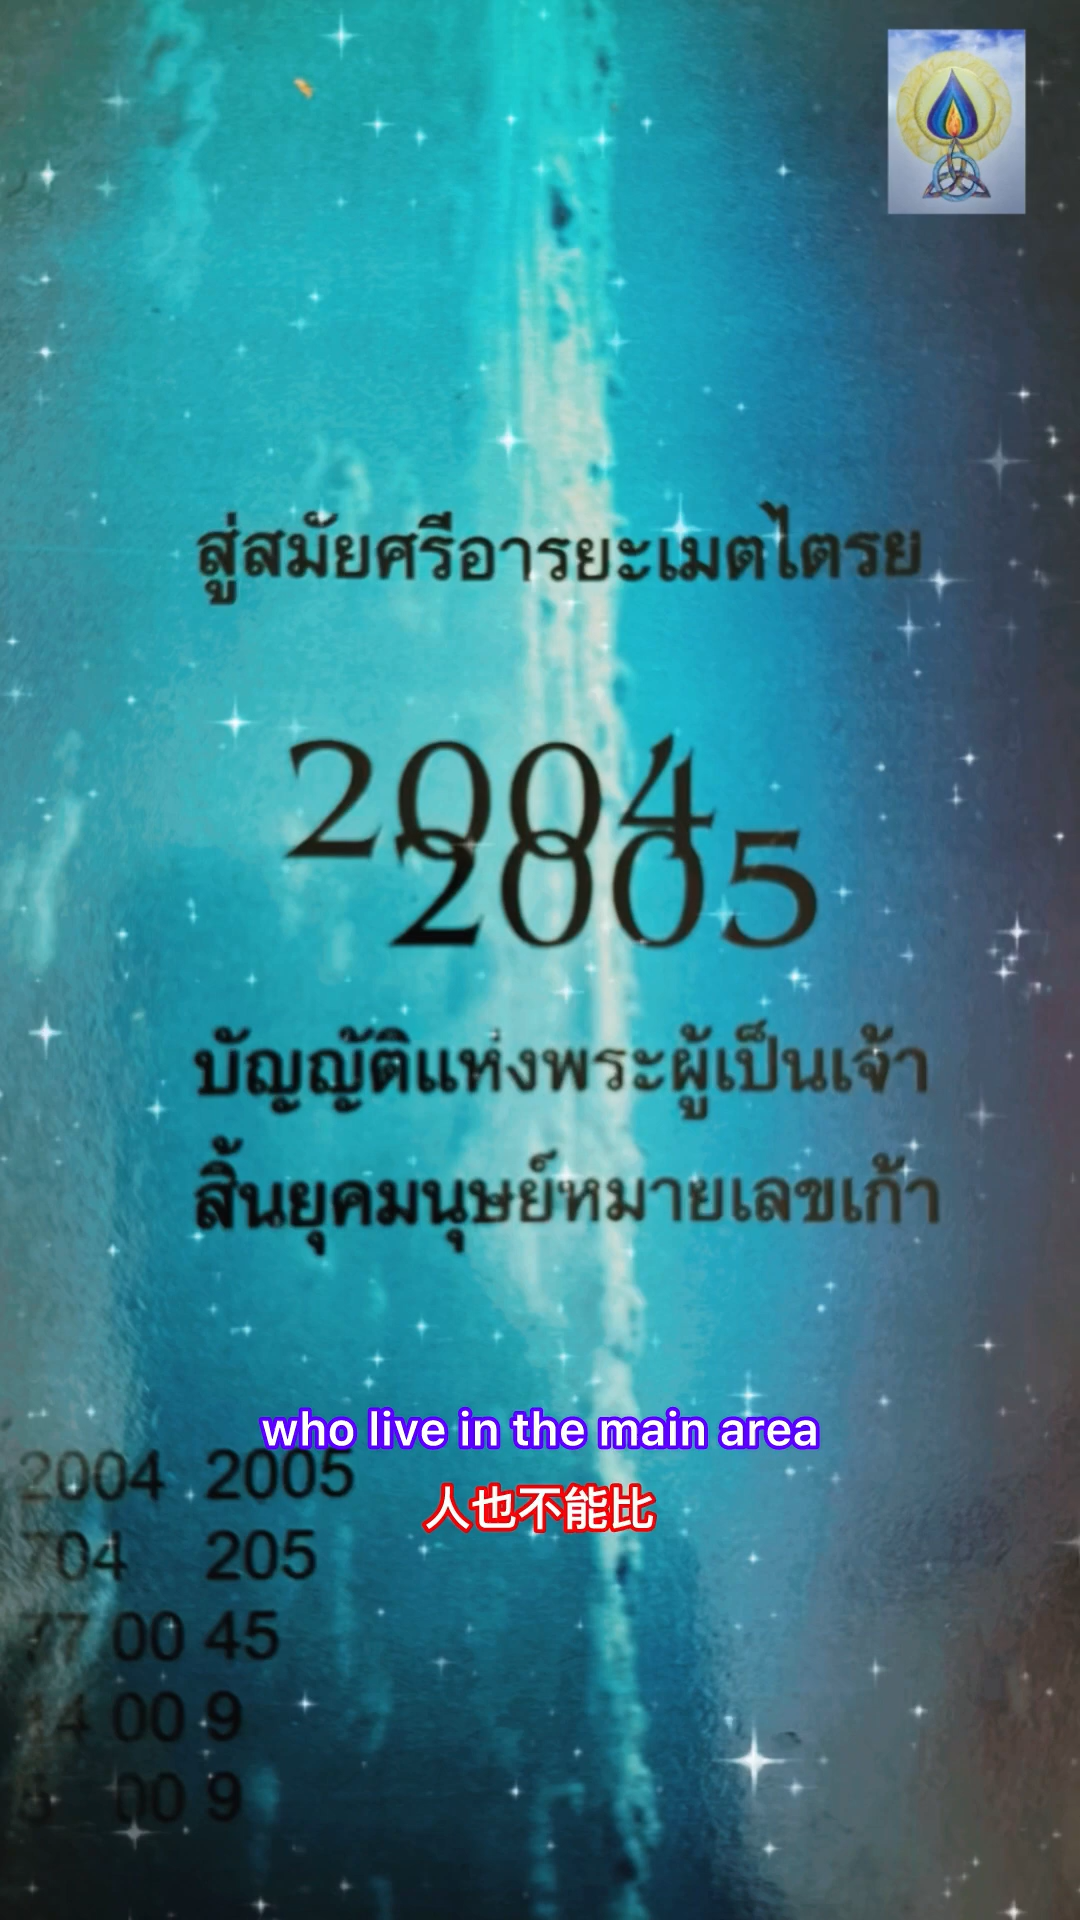 สู่สมัยศรีอารยะเมตไตรย
2004
2005
บัญญัติแห่งพระผู้เป็นเจ้า
สิ้นยุคมนุษย์หมายเลขเก้า
who live in the main area
2004 2005
人也不能比
704 205
77 00 45
14 00 9
00 9